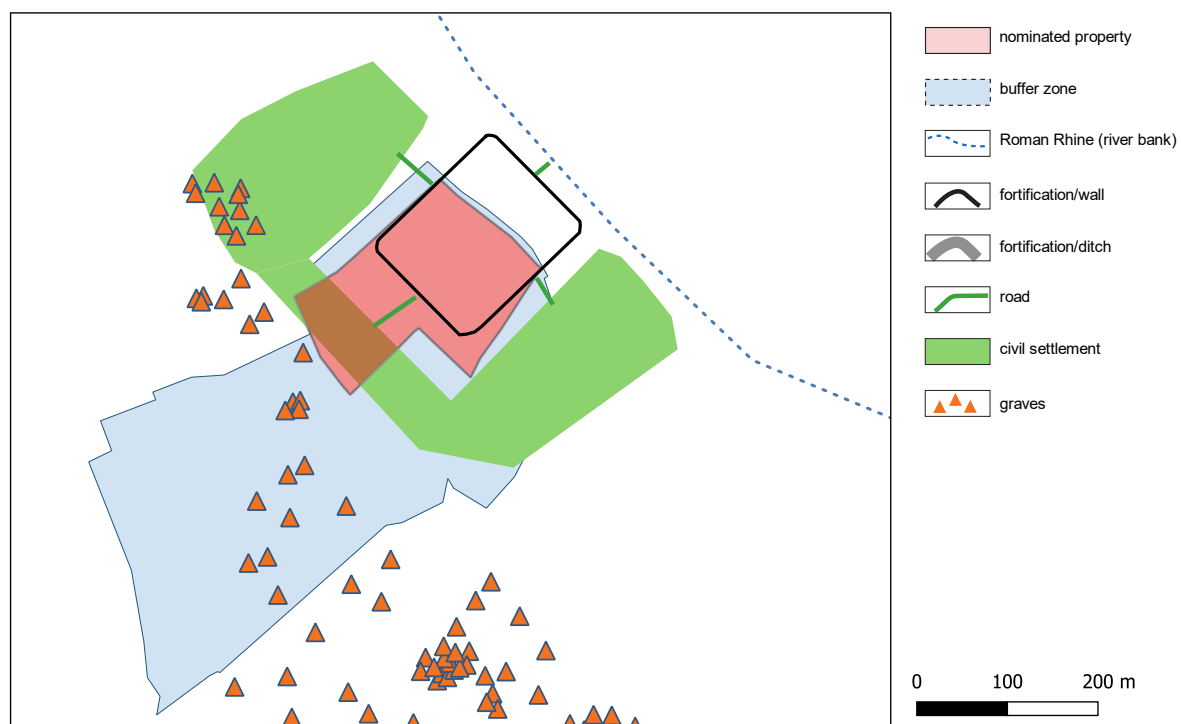 nominated property
buffer zone
Roman Rhine (river bank)
fortification/wall
fortification/ditch
road
civil settlement
graves
0 100 200 m